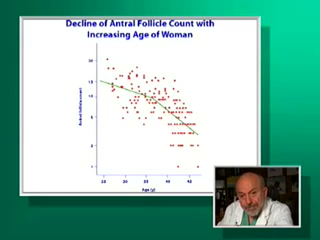 Decline of Antral Follicle Count with
Increasing Age of Woman
Antral follicle count
Age (y)